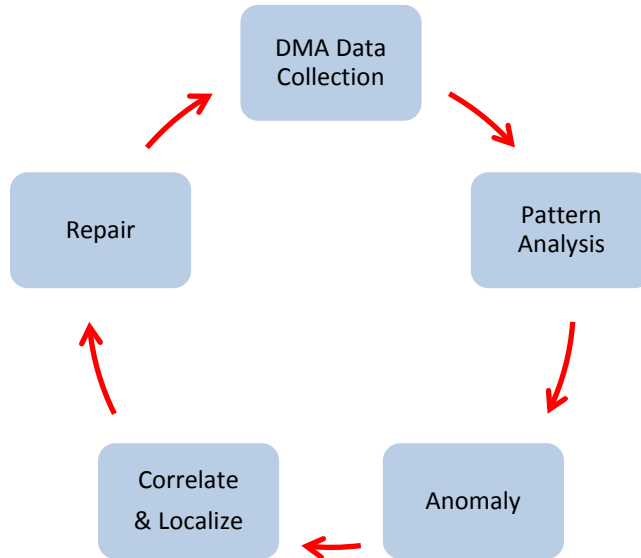 DMA Data
Collection
Pattern
Analysis
Anomaly
Correlate
& Localize
Repair